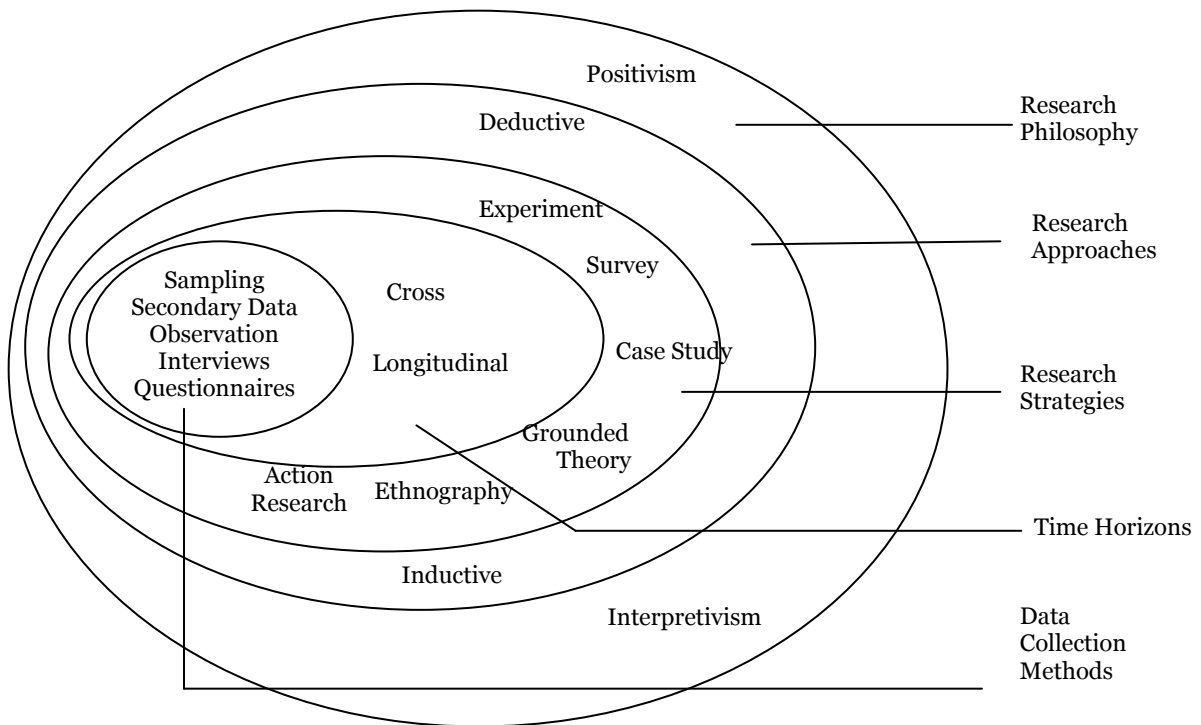 Positivism
Deductive
Experiment
Survey
Case Study
Grounded
Theory
Ethnography
Action
Research
Inductive
Interpretivism
Cross
Longitudinal
Sampling
Secondary Data
Observation
Interviews
Questionnaires
Research
Philosophy
Research
Approaches
Research
Strategies
Time Horizons
Data
Collection
Methods